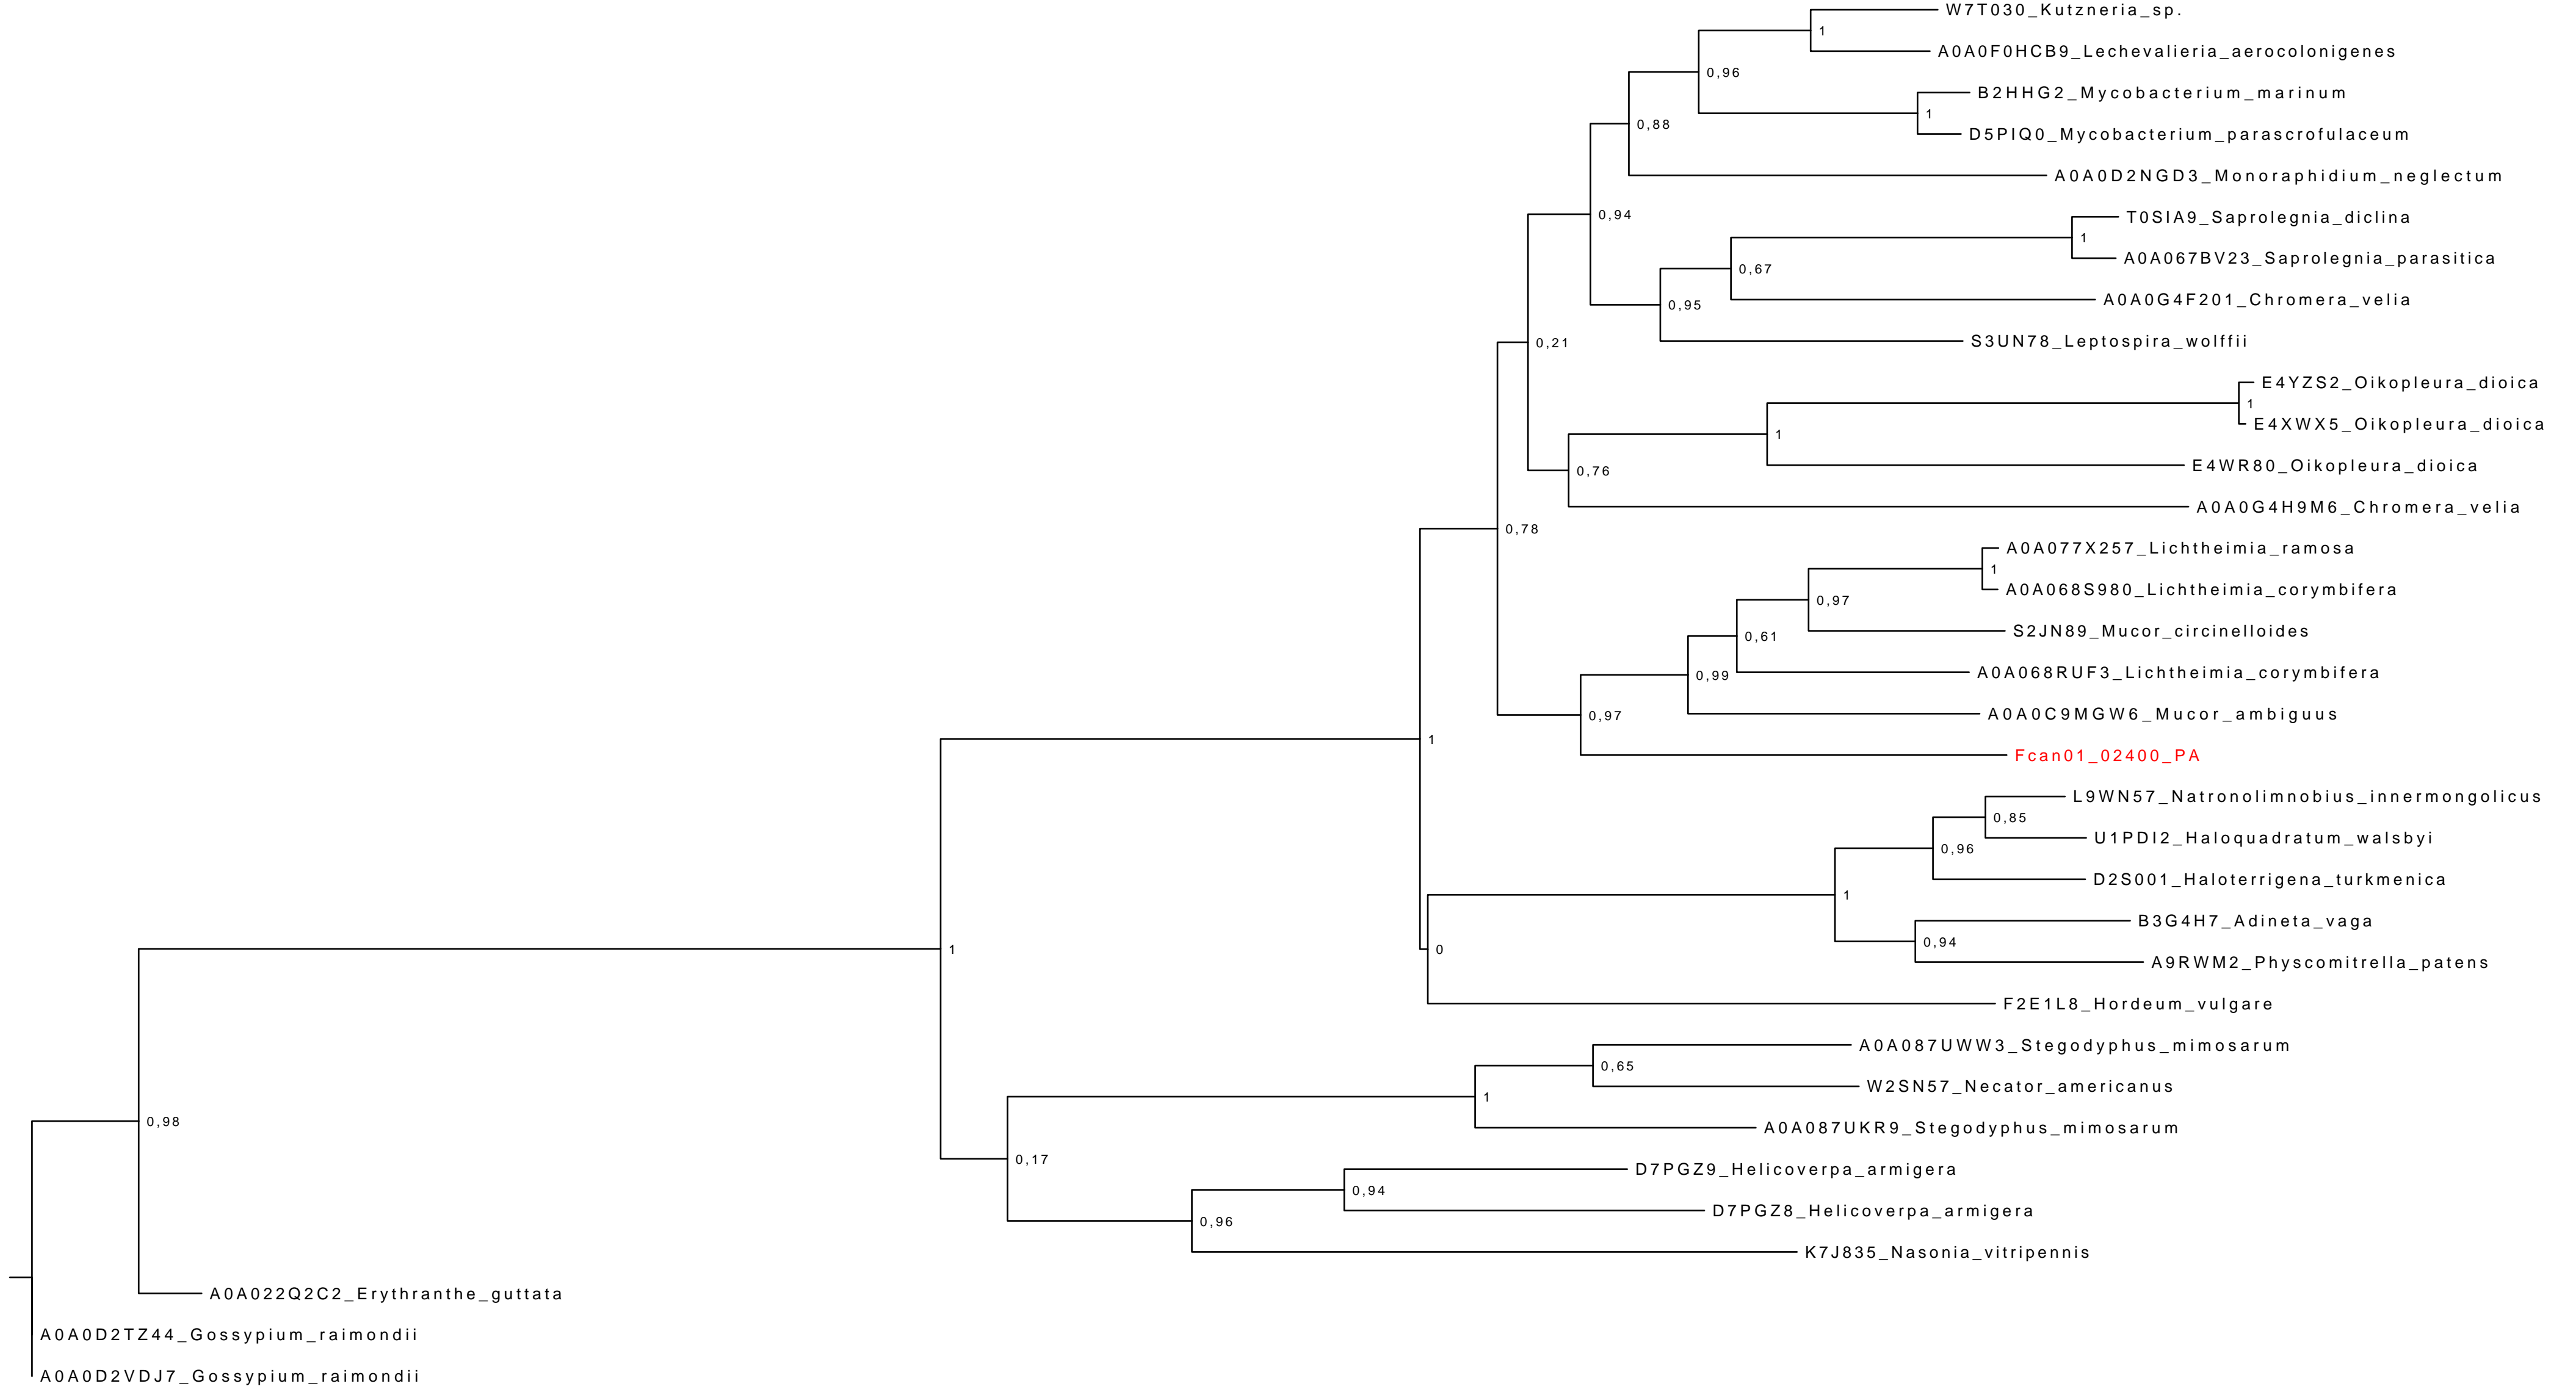 W7T030_Kutzneria_sp.
1
A0A0F0HCB9_Lechevalieria_aerocolonigenes
0,96
B2HHG2_Mycobacterium_marinum
1
0,88
D5PIQ0_Mycobacterium_parascrofulaceum
A0A0D2NGD3_Monoraphidium_neglectum
0,94
T0SIA9_Saprolegnia_diclina
1
A0A067BV23_Saprolegnia_parasitica
0,67
A0A0G4F201_Chromera_velia
0,95
S3UN78_Leptospira_wolffii
0,21
E4YZS2_Oikopleura_dioica
1
E4XWX5_Oikopleura_dioica
1
E4WR80_Oikopleura_dioica
0,76
A0A0G4H9M6_Chromera_velia
0,78
A0A077X257_Lichtheimia_ramosa
1
A0A068S980_Lichtheimia_corymbifera
0,97
S2JN89_Mucor_circinelloides
0,61
A0A068RUF3_Lichtheimia_corymbifera
0,99
A0A0C9MGW6_Mucor_ambiguus
0,97
1
Fcan01_02400_PA
L9WN57_Natronolimnobius_innermongolicus
0,85
U1PDI2_Haloquadratum_walsbyi
0,96
D2S001_Haloterrigena_turkmenica
1
B3G4H7_Adineta_vaga
0,94
1
0
A9RWM2_Physcomitrella_patens
F2E1L8_Hordeum_vulgare
A0A087UWW3_Stegodyphus_mimosarum
0,65
W2SN57_Necator_americanus
1
0,98
A0A087UKR9_Stegodyphus_mimosarum
0,17
D7PGZ9_Helicoverpa_armigera
0,94
D7PGZ8_Helicoverpa_armigera
0,96
K7J835_Nasonia_vitripennis
A0A022Q2C2_Erythranthe_guttata
A0A0D2TZ44_Gossypium_raimondii
A0A0D2VDJ7_Gossypium_raimondii